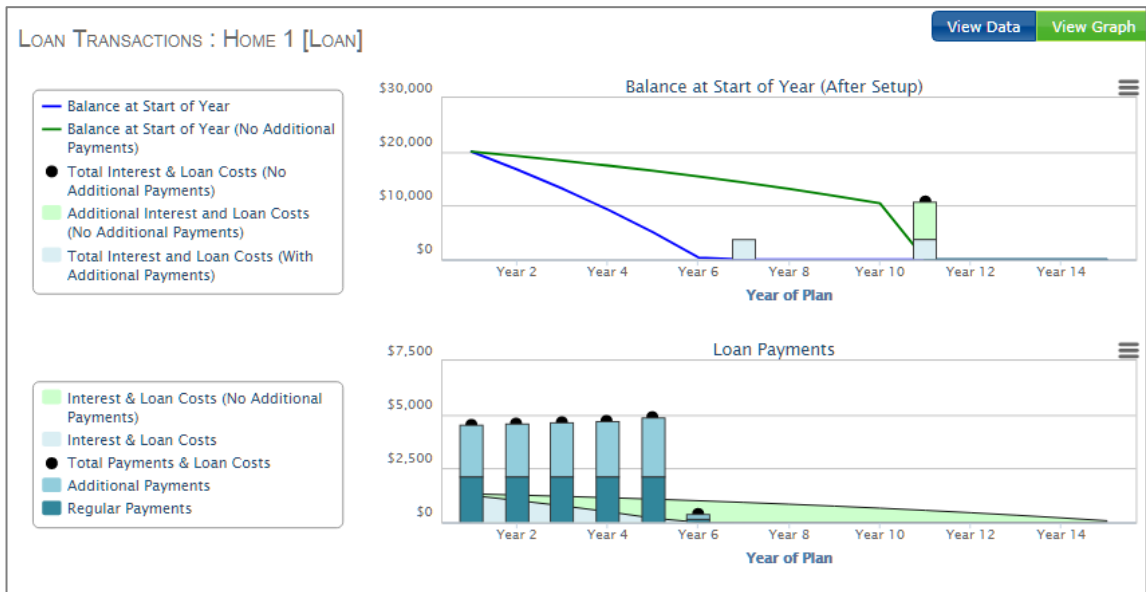 Loan Transactions : Home 1 [Loan]
View Data
View Graph
Balance at Start of Year
Balance at Start of Year (No Additional
Payments)
Total Interest & Loan Costs (No
Additional Payments)
Additional Interest and Loan Costs
(No Additional Payments)
Total Interest and Loan Costs (With
Additional Payments)
Balance at Start of Year (After Setup)
$30,000
$20,000
$10,000
$0
Year 2
Year 4
Year 6
Year 8
Year 10
Year 12
Year 14
Year of Plan
Interest & Loan Costs (No Additional
Payments)
Interest & Loan Costs
Total Payments & Loan Costs
Additional Payments
Regular Payments
Loan Payments
$7,500
$5,000
$2,500
$0
Year 2
Year 4
Year 6
Year 8
Year 10
Year 12
Year 14
Year of Plan